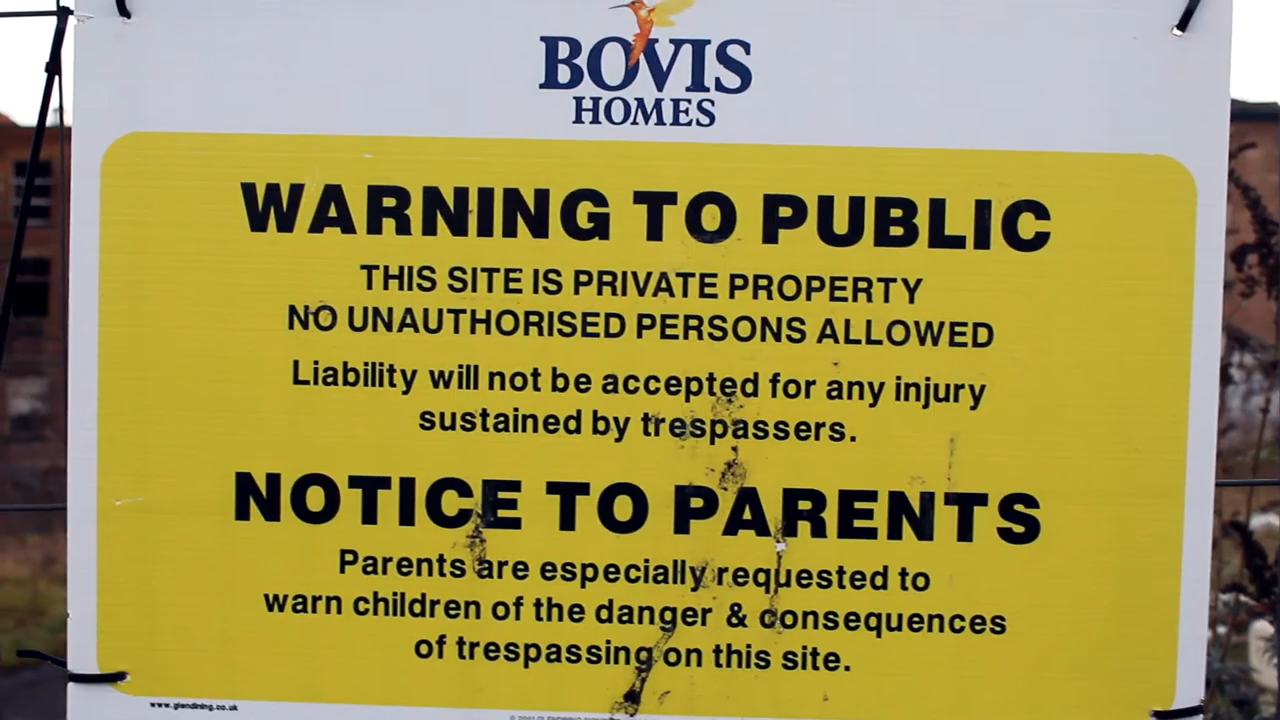 BOVIS
HOMES
WARNING TO PUBLIC
THIS SITE IS PRIVATE PROPERTY
NO UNAUTHORISED PERSONS ALLOWED
Liability will not be accepted for any injury
sustained by trespassers.
NOTICE TO PARENTS
Parents are especially requested to
warn children of the danger & consequences
of trespassing on this site.
www.glendining.co.uk